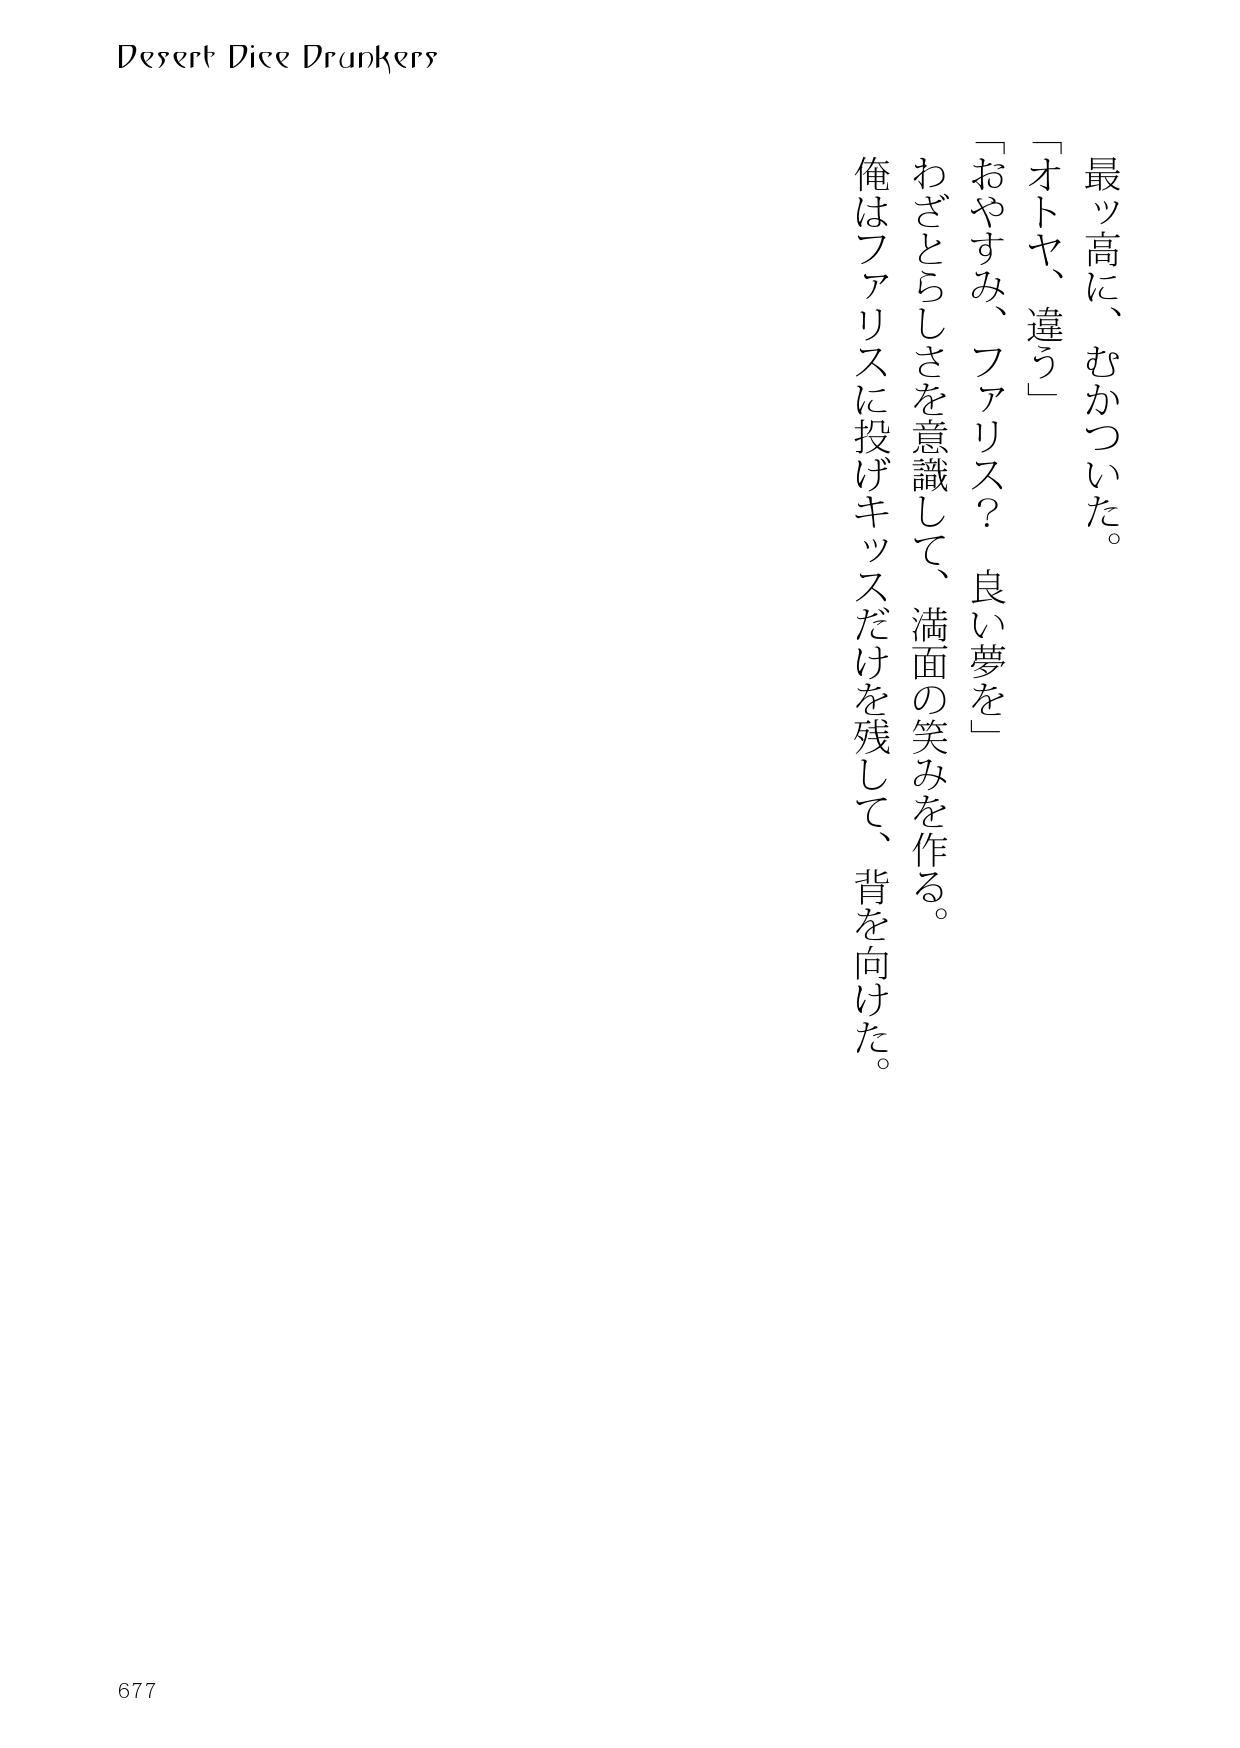 Desert Dice Drunkers
　最ッ高に、むかついた。
「オトヤ、違う」
「おやすみ、ファリス？　良い夢を」
　わざとらしさを意識して、満面の笑みを作る。
　俺はファリスに投げキッスだけを残して、背を向けた。
677